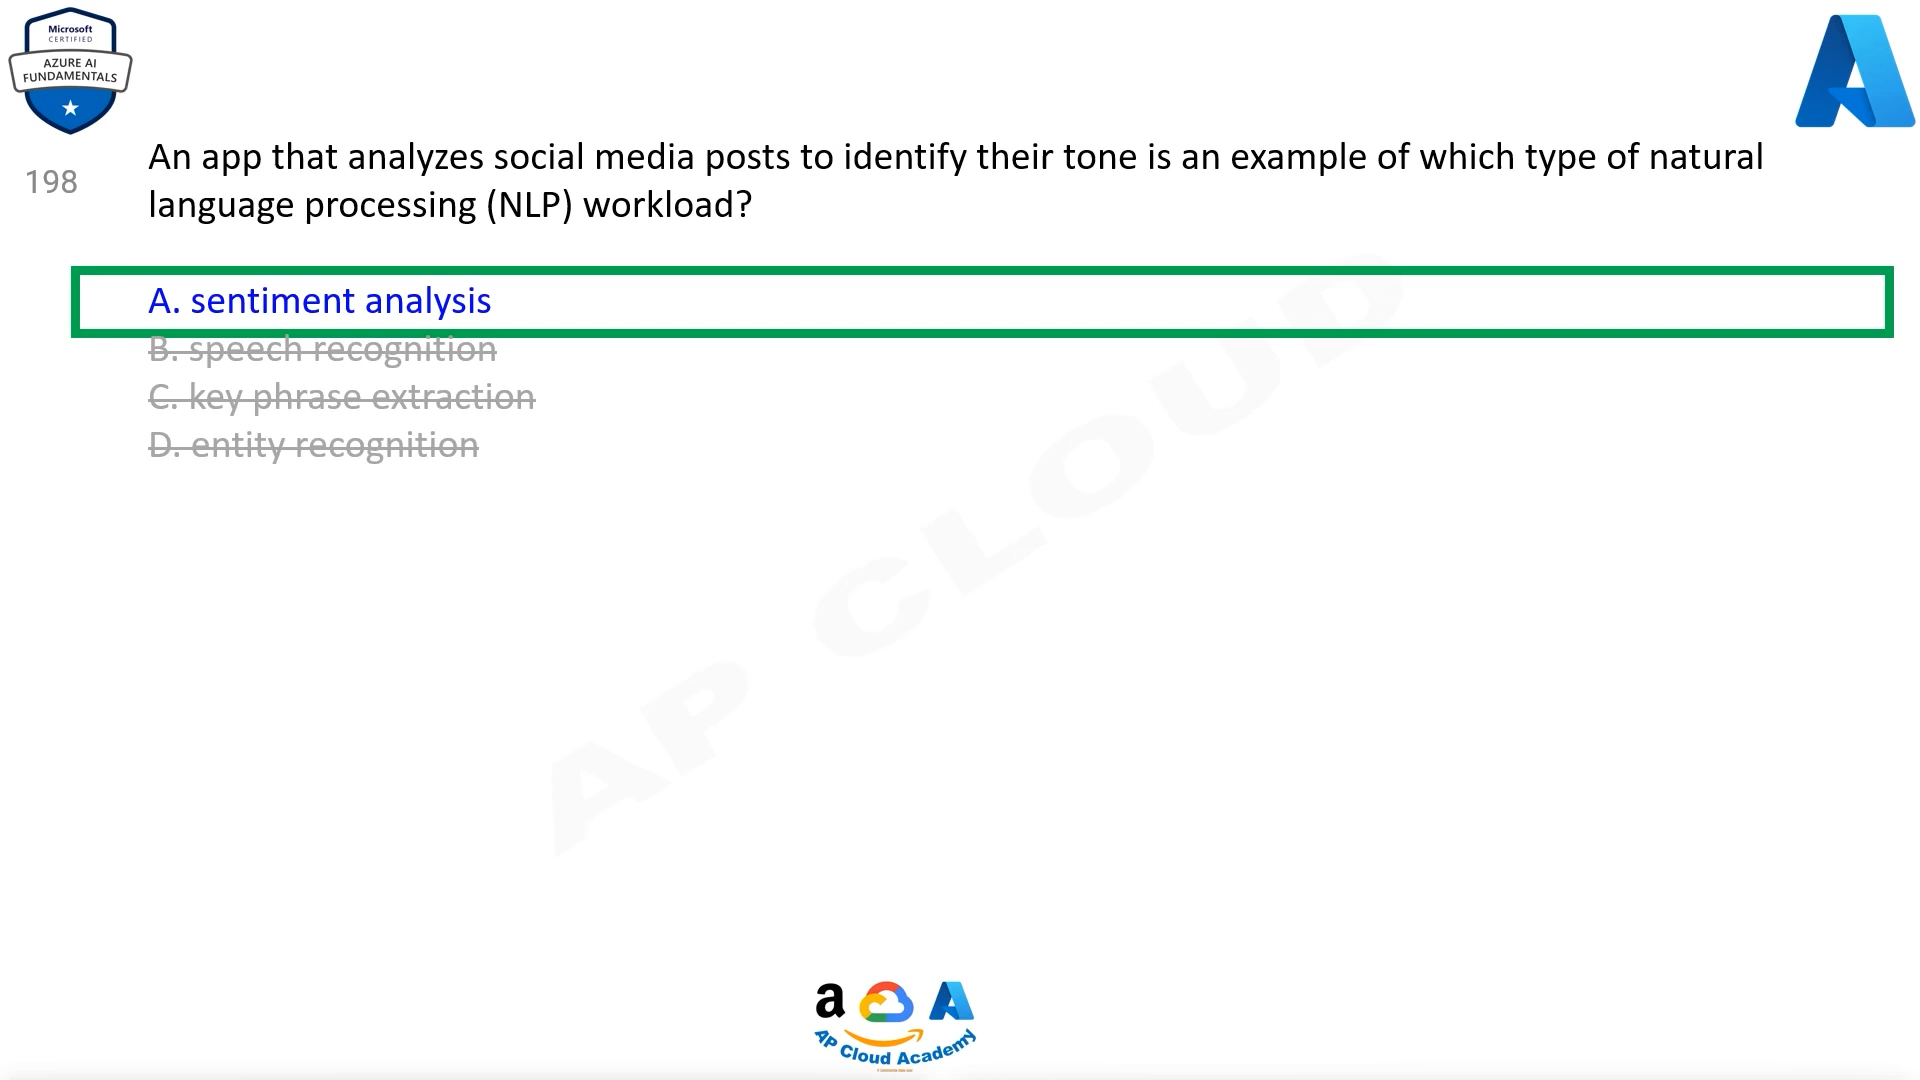 Microsoft
CERTIFIED
AZURE AI
FUNDAMENTALS
198
An app that analyzes social media posts to identify their tone is an example of which type of natural
language processing (NLP) workload?
A. sentiment analysis
B. speech recognition
C. key phrase extraction
D. entity recognition
AP CLOUD
a
AP Cloud Academy